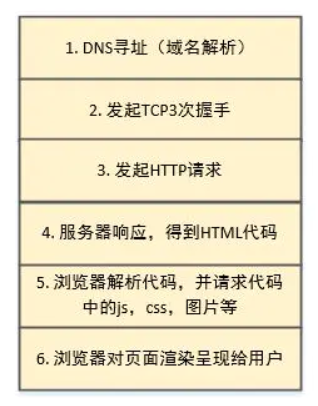 1. DNS寻址（域名解析）
2. 发起TCP3次握手
3. 发起HTTP请求
4. 服务器响应，得到HTML代码
5. 浏览器解析代码，并请求代码
中的js，css，图片等
6. 浏览器对页面渲染呈现给用户